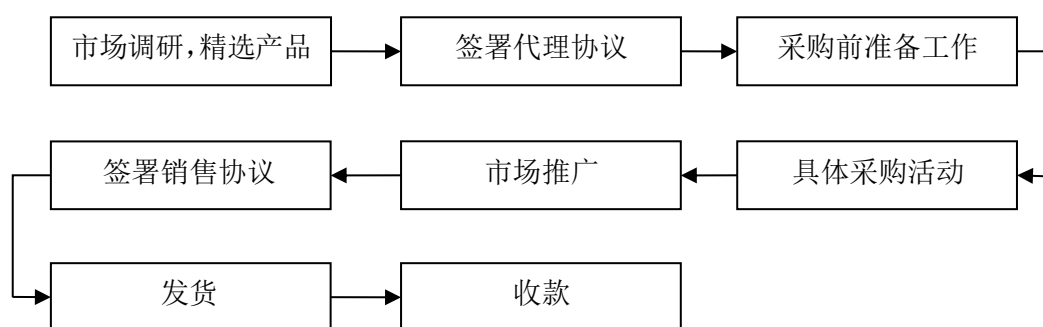 市场调研，精选产品
签署代理协议
采购前准备工作
具体采购活动
市场推广
签署销售协议
发货
收款